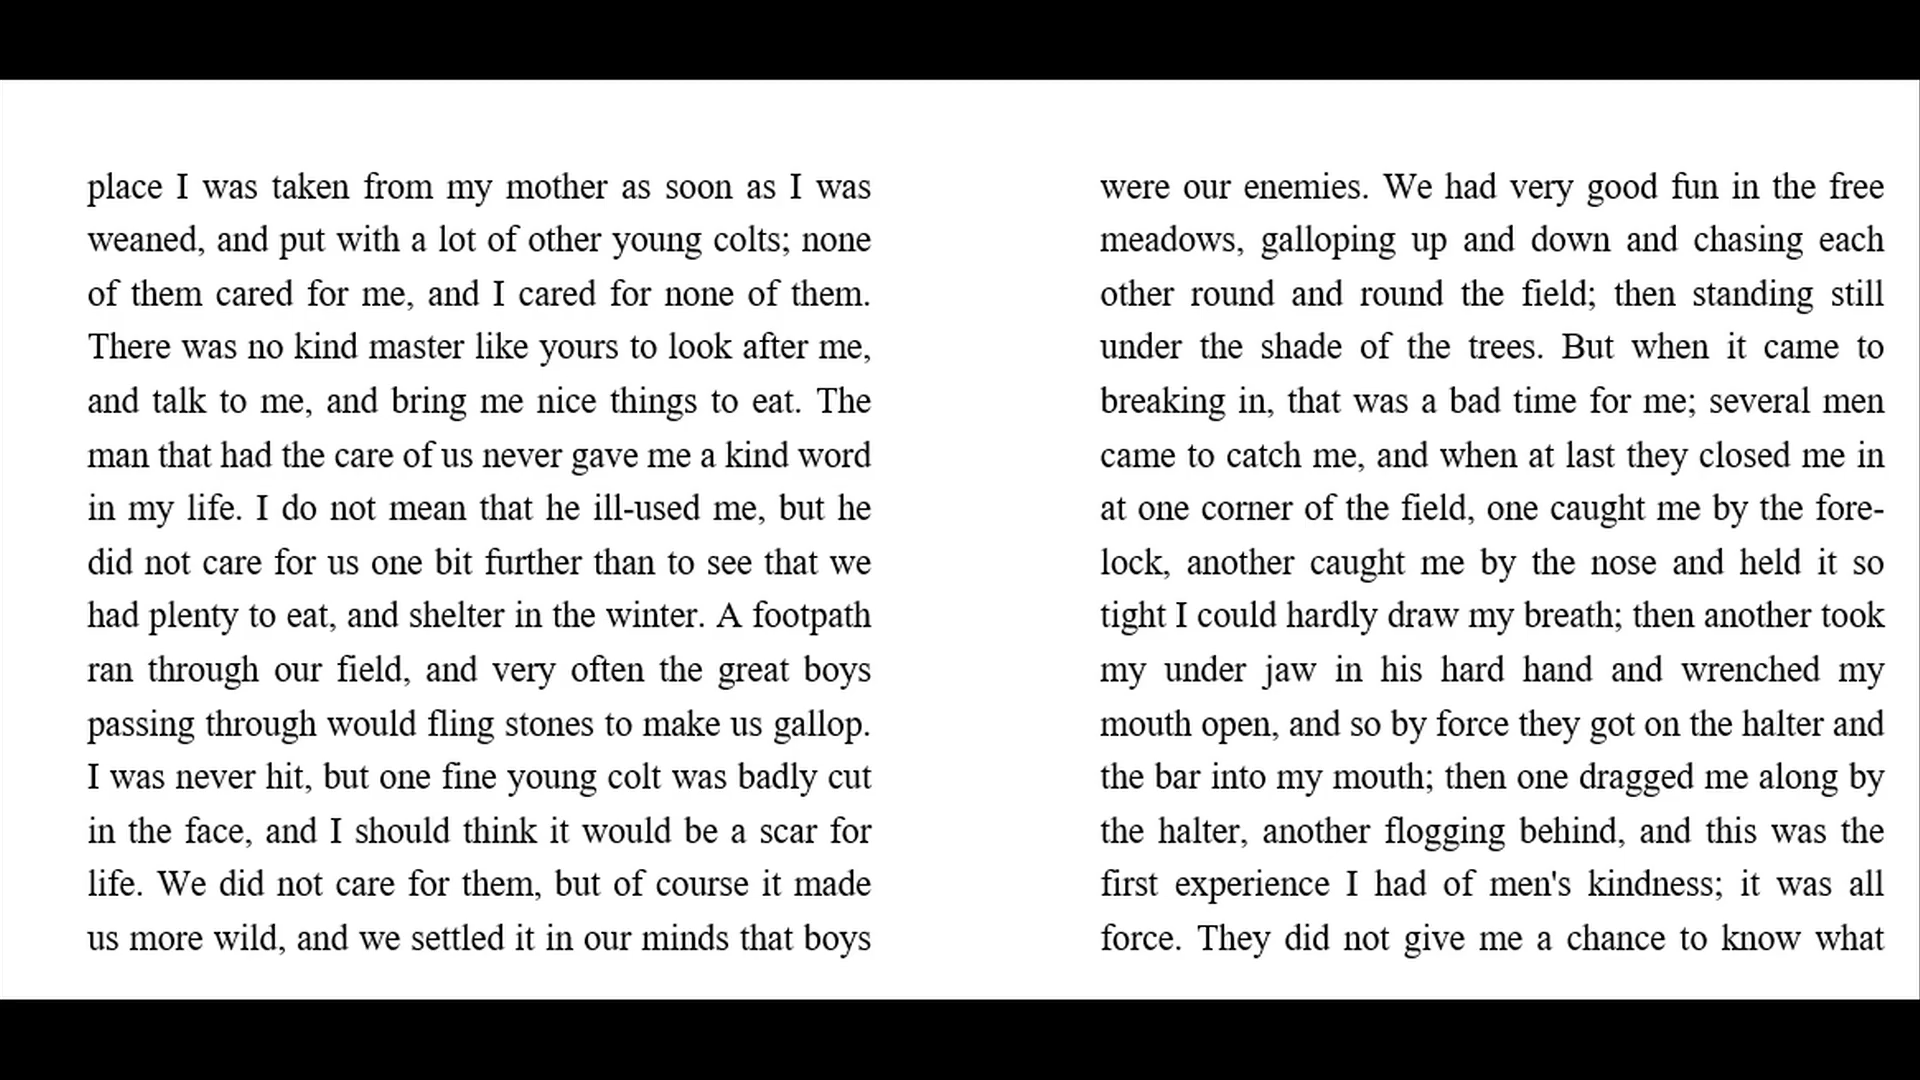 place I was taken from my mother as soon as I was
weaned, and put with a lot of other young colts; none
of them cared for me, and I cared for none of them.
There was no kind master like yours to look after me,
and talk to me, and bring me nice things to eat. The
man that had the care of us never gave me a kind word
in my life. I do not mean that he ill-used me, but he
did not care for us one bit further than to see that we
had plenty to eat, and shelter in the winter. A footpath
ran through our field, and very often the great boys
passing through would fling stones to make us gallop.
I was never hit, but one fine young colt was badly cut
in the face, and I should think it would be a scar for
life. We did not care for them, but of course it made
us more wild, and we settled it in our minds that boys
were our enemies. We had very good fun in the free
meadows, galloping up and down and chasing each
other round and round the field; then standing still
under the shade of the trees. But when it came to
breaking in, that was a bad time for me; several men
came to catch me, and when at last they closed me in
at one corner of the field, one caught me by the fore-
lock, another caught me by the nose and held it so
tight I could hardly draw my breath; then another took
my under jaw in his hard hand and wrenched my
mouth open, and so by force they got on the halter and
the bar into my mouth; then one dragged me along by
the halter, another flogging behind, and this was the
first experience I had of men's kindness; it was all
force. They did not give me a chance to know what